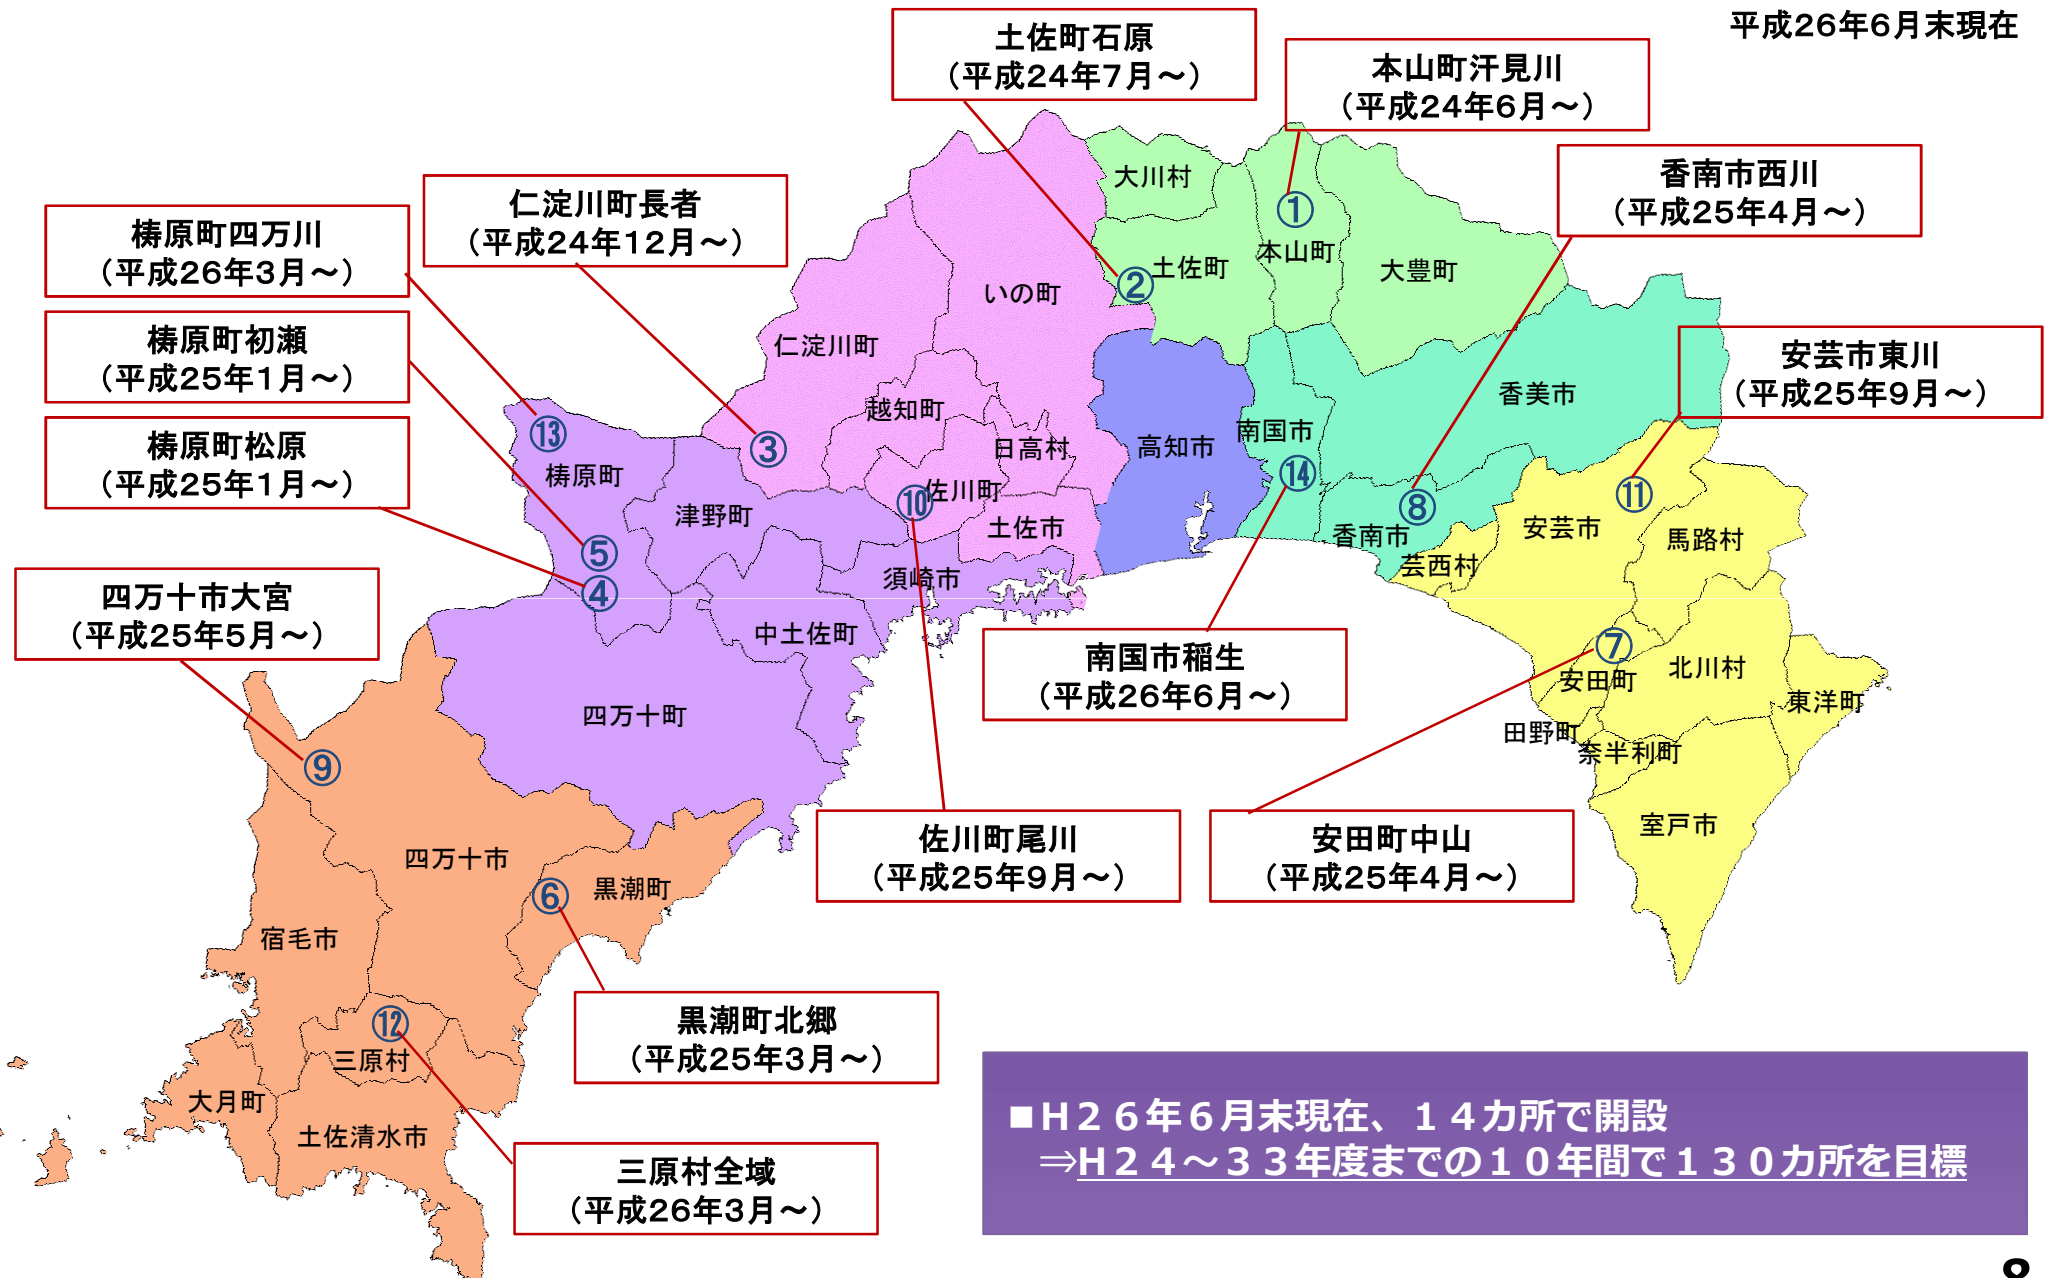 平成26年6月末現在
土佐町石原
（平成24年7月～）
本山町汗見川
（平成24年6月～）
香南市西川
（平成25年4月～）
仁淀川町長者
（平成24年12月～）
梼原町四万川
（平成26年3月～）
梼原町初瀬
（平成25年1月～）
梼原町松原
（平成25年1月～）
安芸市東川
（平成25年9月～）
四万十市大宮
（平成25年5月～）
南国市稲生
（平成26年6月～）
佐川町尾川
（平成25年9月～）
安田町中山
（平成25年4月～）
黒潮町北郷
（平成25年3月～）
三原村全域
（平成26年3月～）
大川村
①
本山町
土佐町
②
大豊町
いの町
仁淀川町
③
越知町
日高村
佐川町
⑩
土佐市
高知市
南国市
⑭
香美市
香南市
⑧
安芸市
⑪
芸西村
馬路村
⑦
安田町
北川村
東洋町
田野町
奈半利町
室戸市
⑬
梼原町
津野町
⑤
④
須崎市
中土佐町
四万十町
⑨
四万十市
⑥
黒潮町
宿毛市
⑫
三原村
大月町
土佐清水市
■H２６年６月末現在、１４カ所で開設
⇒H２４～３３年度までの１０年間で１３０カ所を目標